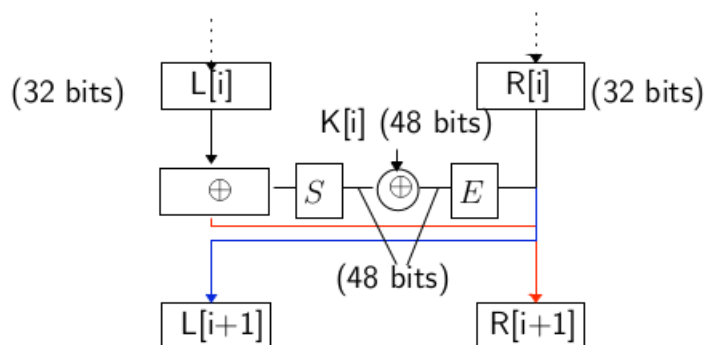 (32 bits) L[i] R[i] (32 bits)
K[i] (48 bits)
⊕ S ⊕ E
(48 bits)
L[i+1] R[i+1]